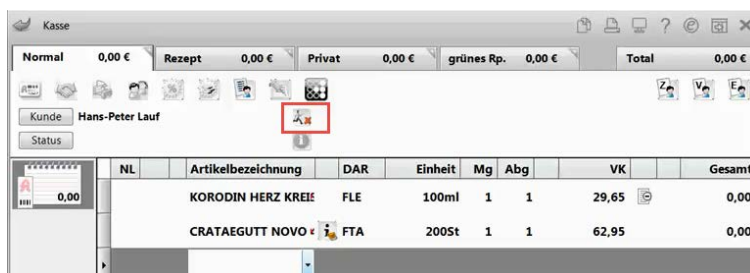 Kasse
Normal 0,00 € Rezept 0,00 € Privat 0,00 € grünes Rp. 0,00 € Total 0,00 €
Kunde Hans-Peter Lauf
Status
NL Artikelbezeichnung DAR Einheit Mg Abg VK Gesamt
0,00 KORODIN HERZ KREIS FLE 100ml 1 1 29,65 0,00
CRATAEGUTT NOVO FTA 200St 1 1 62,95 0,00